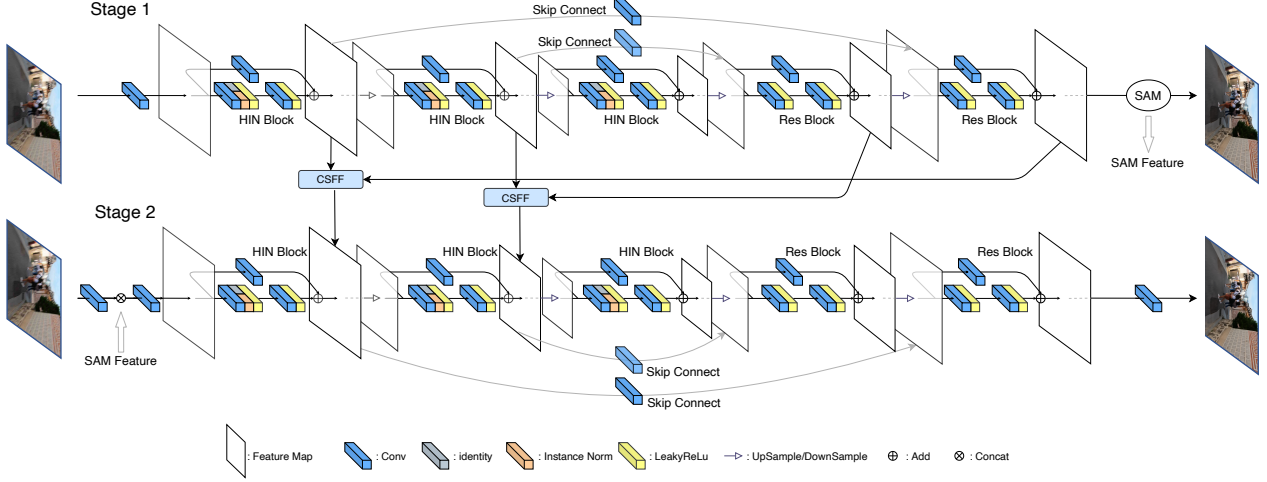 Stage 1
Skip Connect
Skip Connect
HIN Block
HIN Block
HIN Block
Res Block
Res Block
SAM
SAM Feature
CSFF
CSFF
Stage 2
HIN Block
HIN Block
HIN Block
Res Block
Res Block
SAM Feature
Skip Connect
Skip Connect
: Feature Map
: Conv
: identity
: Instance Norm
: LeakyReLu
: UpSample/DownSample
: Add
: Concat